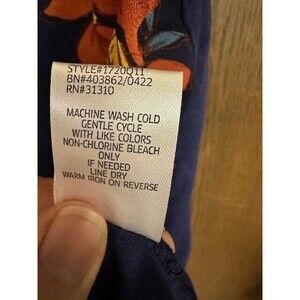 STYLE#1720Q11
BN#403862/0422
RN#31310
MACHINE WASH COLD
GENTLE CYCLE
WITH LIKE COLORS
NON-CHLORINE BLEACH
ONLY
IF NEEDED
LINE DRY
WARM IRON ON REVERSE